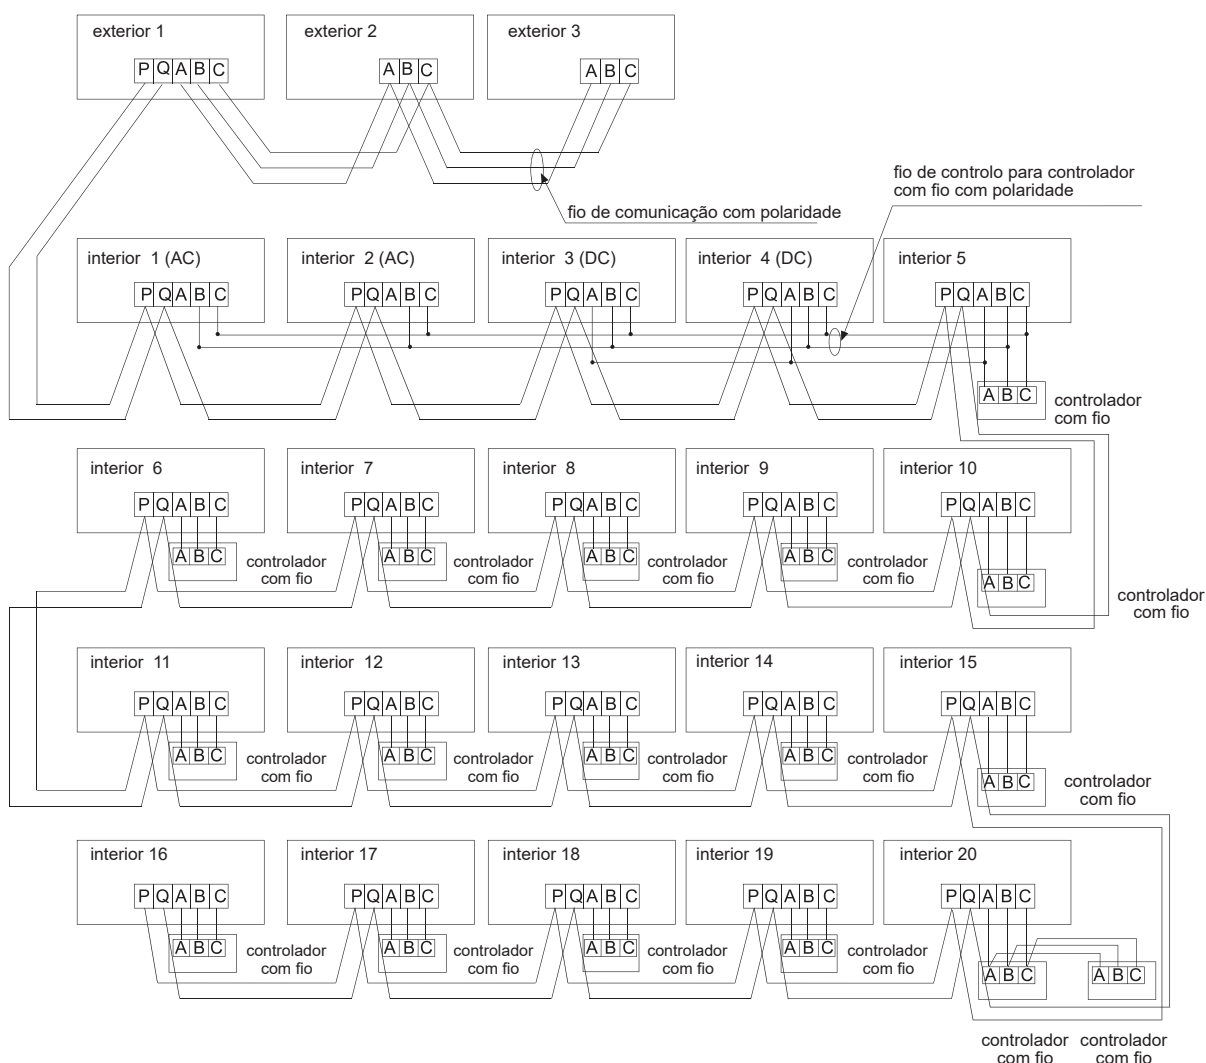 exterior 1
exterior 2
exterior 3
P Q A B C
A B C
A B C
fio de controlo para controlador
com fio com polaridade
fio de comunicação com polaridade
interior 1 (AC)
interior 2 (AC)
interior 3 (DC)
interior 4 (DC)
interior 5
P Q A B C
P Q A B C
P Q A B C
P Q A B C
P Q A B C
A B C
controlador
com fio
interior 6
interior 7
interior 8
interior 9
interior 10
P Q A B C
P Q A B C
P Q A B C
P Q A B C
P Q A B C
A B C
controlador
com fio
A B C
controlador
com fio
A B C
controlador
com fio
A B C
controlador
com fio
A B C
controlador
com fio
interior 11
interior 12
interior 13
interior 14
interior 15
P Q A B C
P Q A B C
P Q A B C
P Q A B C
P Q A B C
A B C
controlador
com fio
A B C
controlador
com fio
A B C
controlador
com fio
A B C
controlador
com fio
A B C
controlador
com fio
interior 16
interior 17
interior 18
interior 19
interior 20
P Q A B C
P Q A B C
P Q A B C
P Q A B C
P Q A B C
A B C
controlador
com fio
A B C
controlador
com fio
A B C
controlador
com fio
A B C
controlador
com fio
A B C
A B C
controlador
com fio
controlador
com fio